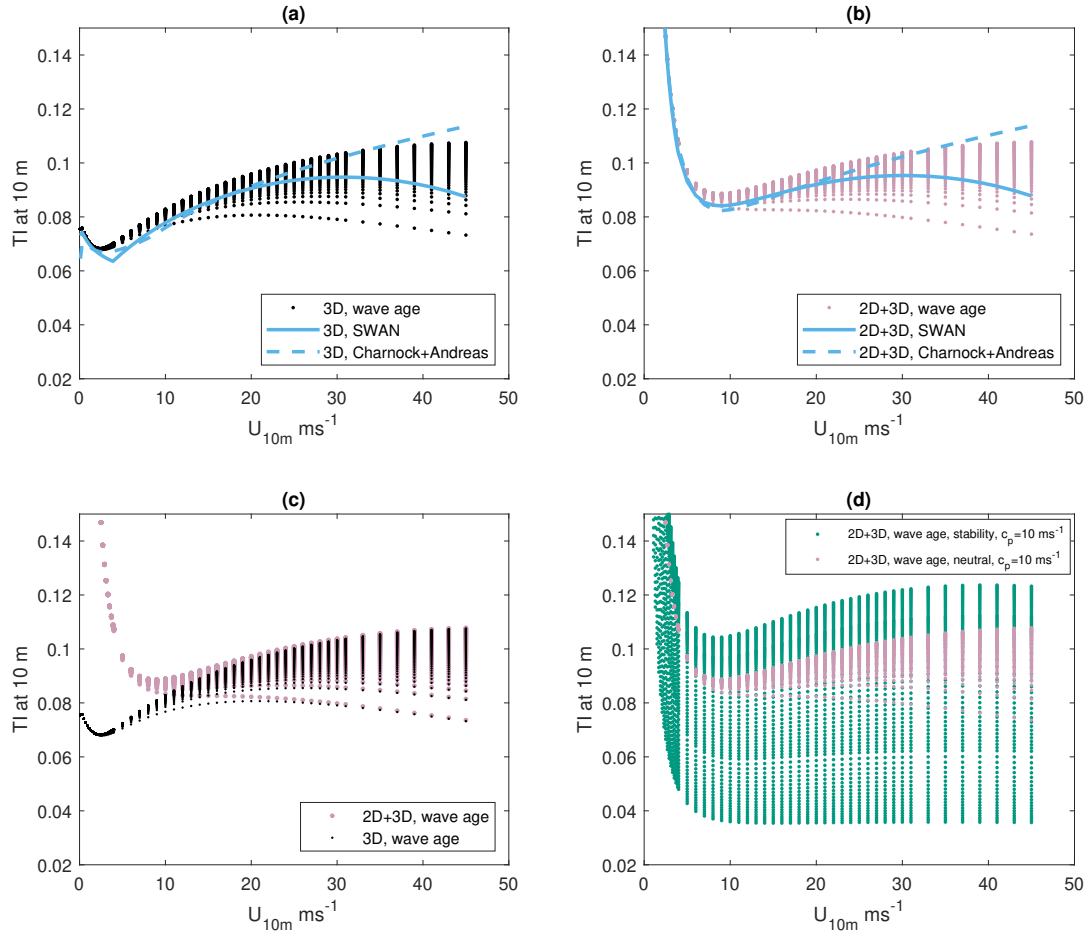 (a)
0.14
0.12
0.1
0.08
0.06
0.04
0.02
TI at 10 m
0 10 20 30 40 50
U10m ms-1
3D, wave age
3D, SWAN
3D, Charnock+Andreas
(b)
0.14
0.12
0.1
0.08
0.06
0.04
0.02
TI at 10 m
0 10 20 30 40 50
U10m ms-1
2D+3D, wave age
2D+3D, SWAN
2D+3D, Charnock+Andreas
(c)
0.14
0.12
0.1
0.08
0.06
0.04
0.02
TI at 10 m
0 10 20 30 40 50
U10m ms-1
2D+3D, wave age
3D, wave age
(d)
0.14
0.12
0.1
0.08
0.06
0.04
0.02
TI at 10 m
0 10 20 30 40 50
U10m ms-1
2D+3D, wave age, stability, cp=10 ms-1
2D+3D, wave age, neutral, cp=10 ms-1